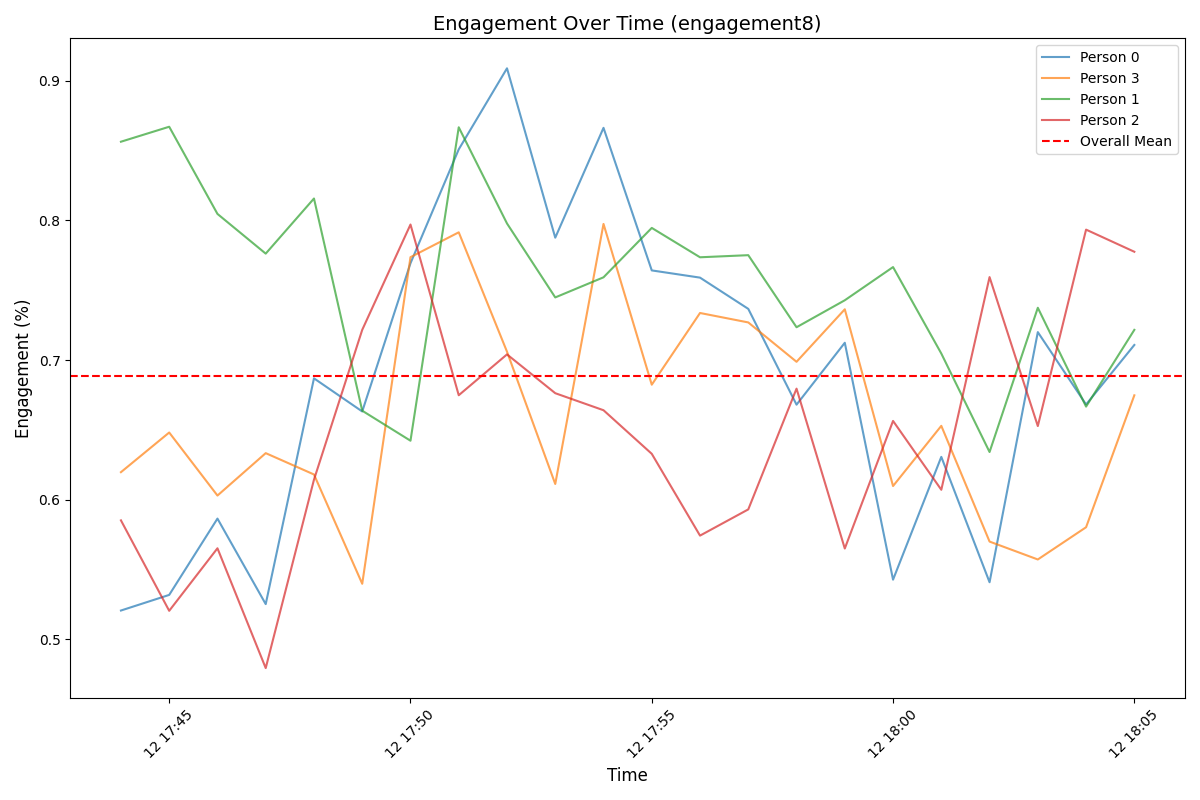 Engagement Over Time (engagement8)
Person 0
Person 3
Person 1
Person 2
Overall Mean
Engagement (%)
0.9
0.8
0.7
0.6
0.5
12 17:45
12 17:50
12 17:55
12 18:00
12 18:05
Time